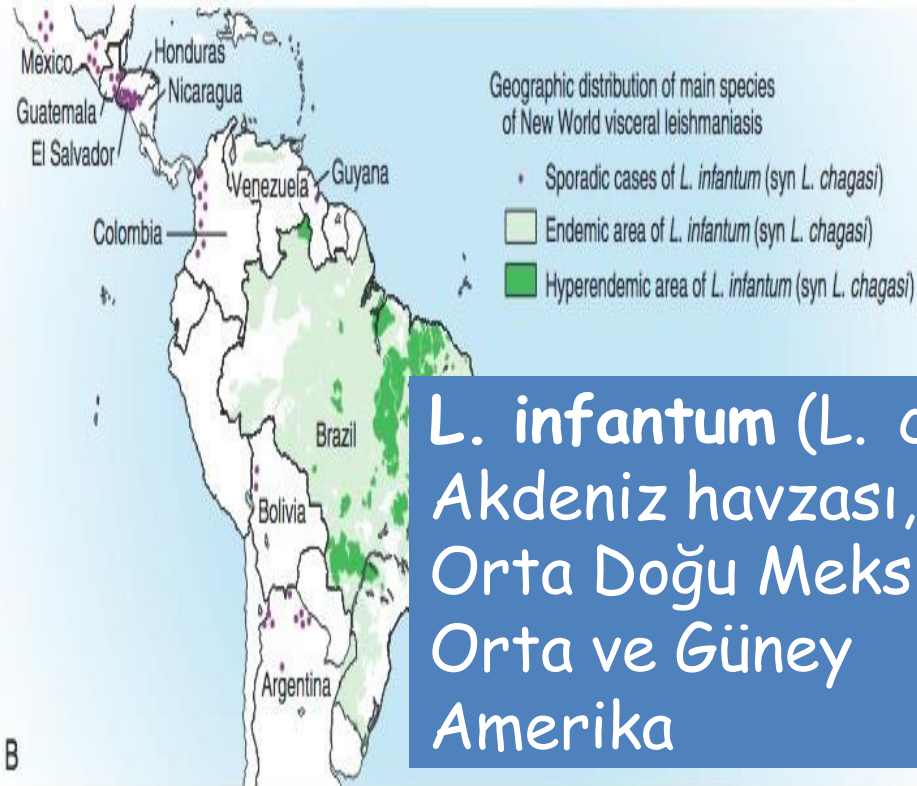 Mexico
Honduras
Nicaragua
Guatemala
El Salvador
Venezuela
Guyana
Colombia
Geographic distribution of main species
of New World visceral leishmaniasis
Sporadic cases of L. infantum (syn L. chagasi)
Endemic area of L. infantum (syn L. chagasi)
Hyperendemic area of L. infantum (syn L. chagasi)
Brazil
Bolivia
Argentina
L. infantum (L.
Akdeniz havzası,
Orta Doğu Meks
Orta ve Güney
Amerika
B